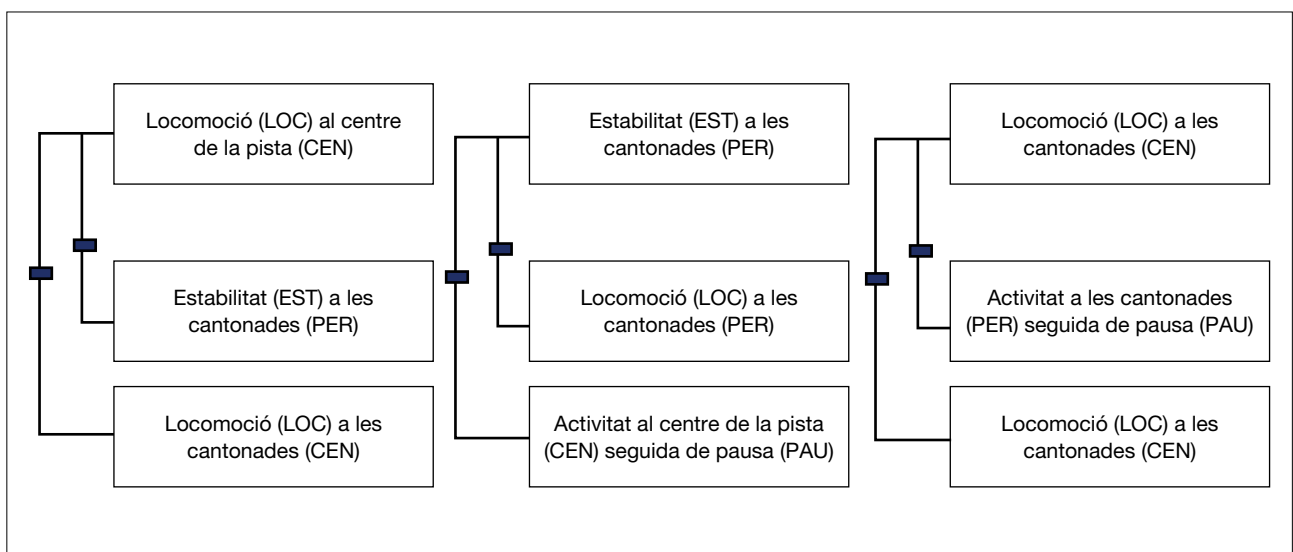 Locomoció (LOC) al centre
de la pista (CEN)
Estabilitat (EST) a les
cantonades (PER)
Locomoció (LOC) a les
cantonades (CEN)
Estabilitat (EST) a les
cantonades (PER)
Locomoció (LOC) a les
cantonades (PER)
Activitat al centre de la pista
(CEN) seguida de pausa (PAU)
Locomoció (LOC) a les
cantonades (CEN)
Activitat a les cantonades
(PER) seguida de pausa (PAU)
Locomoció (LOC) a les
cantonades (CEN)